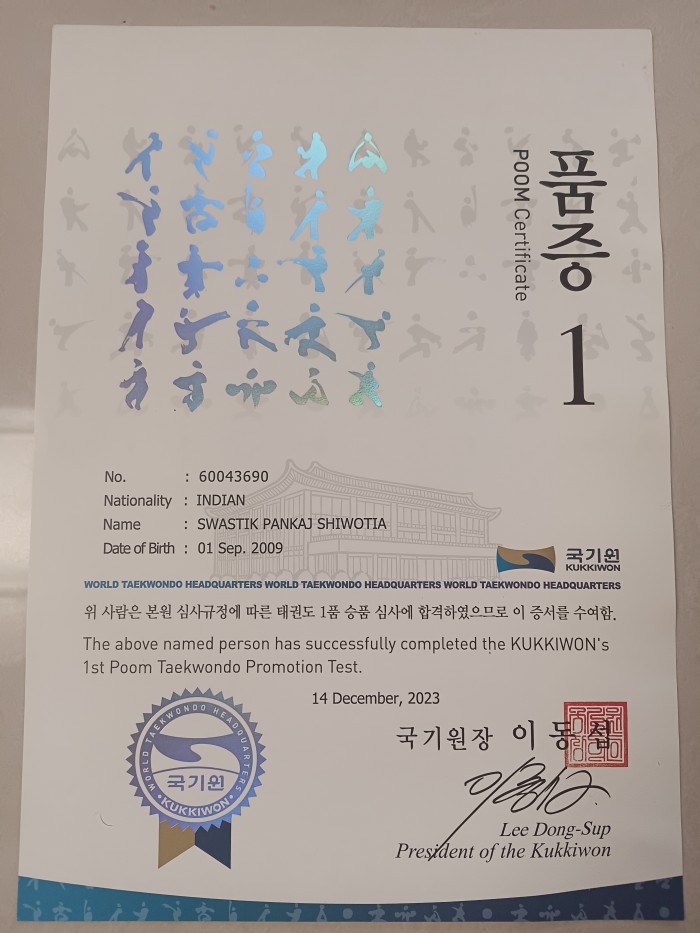 품증
POOM Certificate
1
No. : 60043690
Nationality : INDIAN
Name : SWASTIK PANKAJ SHIWOTIA
Date of Birth : 01 Sep. 2009
국기원
KUKKIWON
WORLD TAEKWONDO HEADQUARTERS WORLD TAEKWONDO HEADQUARTERS WORLD TAEKWONDO HEADQUARTERS
위 사람은 본원 심사규정에 따른 태권도 1품 승품 심사에 합격하였으므로 이 증서를 수여함.
The above named person has successfully completed the KUKKIWON's
1st Poom Taekwondo Promotion Test.
14 December, 2023
국기원장 이동섭
WORLD TAEKWONDO HEADQUARTERS
국기원
• KUKKIWON •
Lee Dong-Sup
President of the Kukkiwon